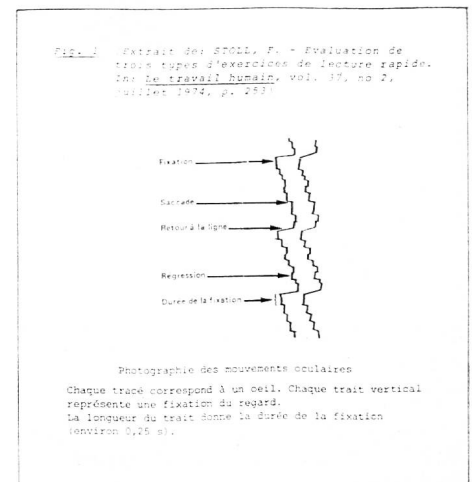 Fig. 1 Extrait de: STOLL, F. - Evaluation de
trois types d'exercices de lecture rapide.
In: Le travail humain, vol. 37, no 2,
juillet 1974, p. 253)
Fixation
Saccade
Retour à la ligne
Regression
Durée de la fixation
Photographie des mouvements oculaires
Chaque tracé correspond à un oeil. Chaque trait vertical
représente une fixation du regard.
La longueur du trait donne la durée de la fixation
(environ 0,25 s).